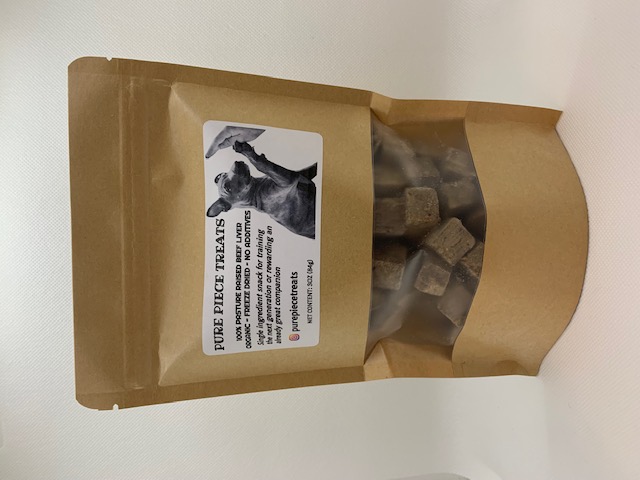 PURE PIECE TREATS
100% PASTURE RAISED BEEF LIVER
ORGANIC - FREEZE DRIED - NO ADDITIVES
Single ingredient snack for training
the next generation or rewarding an
already great companion
purepiecetreats
NET CONTENT: 3OZ (84g)